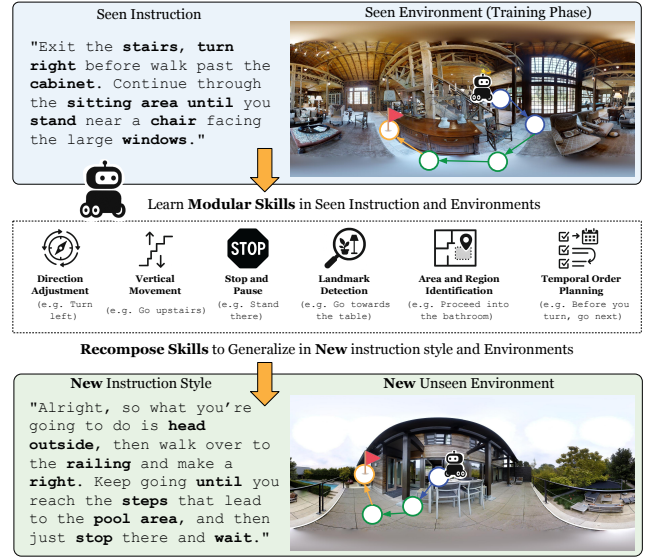 Seen Instruction
Seen Environment (Training Phase)
"Exit the stairs, turn
right before walk past the
cabinet. Continue through
the sitting area until you
stand near a chair facing
the large windows."
Learn Modular Skills in Seen Instruction and Environments
Direction
Adjustment
(e.g. Turn
left)
Vertical
Movement
(e.g. Go upstairs)
STOP
Stop and
Pause
(e.g. Stand
there)
Landmark
Detection
(e.g. Go towards
the table)
Area and Region
Identification
(e.g. Proceed into
the bathroom)
Temporal Order
Planning
(e.g. Before you
turn, go next)
Recompose Skills to Generalize in New instruction style and Environments
New Instruction Style
New Unseen Environment
"Alright, so what you're
going to do is head
outside, then walk over to
the railing and make a
right. Keep going until you
reach the steps that lead
to the pool area, and then
just stop there and wait."